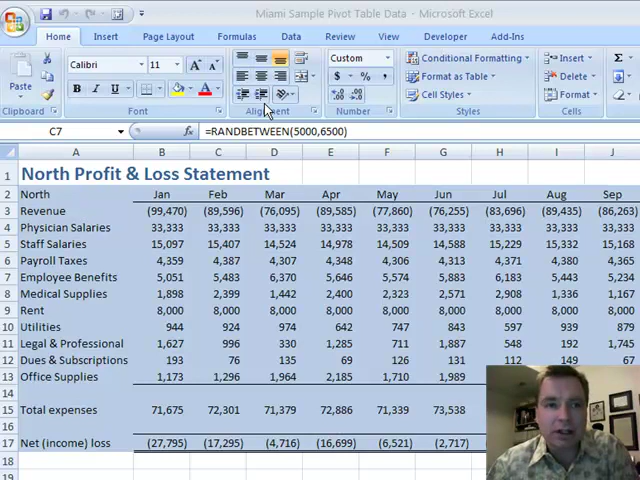 Miami Sample Pivot Table Data - Microsoft Excel
Home Insert Page Layout Formulas Data Review View Developer Add-Ins
Paste
Calibri 11 A A
Custom
Conditional Formatting
Insert
B I U
$ % ,
Format as Table
Delete
Cell Styles
Format
Clipboard Font Alignment Number Styles Cells
C7 fx =RANDBETWEEN(5000,6500)
A B C D E F G H I J
1 North Profit & Loss Statement
2 North Jan Feb Mar Apr May Jun Jul Aug Sep
3 Revenue (99,470) (89,596) (76,095) (89,585) (77,860) (76,255) (83,696) (89,435) (86,263)
4 Physician Salaries 33,333 33,333 33,333 33,333 33,333 33,333 33,333 33,333 33,333
5 Staff Salaries 15,097 15,407 14,524 14,978 14,509 14,588 15,229 15,332 15,168
6 Payroll Taxes 4,359 4,387 4,307 4,348 4,306 4,313 4,371 4,380 4,365
7 Employee Benefits 5,051 5,483 6,370 5,646 5,574 5,883 6,183 5,443 5,234
8 Medical Supplies 1,898 2,399 1,442 2,400 2,323 2,571 2,908 1,336 1,167
9 Rent 8,000 8,000 8,000 8,000 8,000 8,000 8,000 8,000 8,000
10 Utilities 944 924 974 642 747 843 597 939 879
11 Legal & Professional 1,627 996 330 1,285 711 1,887 548 192 1,745
12 Dues & Subscriptions 193 76 135 69 126 131 112 149 67
13 Office Supplies 1,173 1,296 1,964 2,185 1,710 1,989
14
15 Total expenses 71,675 72,301 71,379 72,886 71,339 73,538
16
17 Net (income) loss (27,795) (17,295) (4,716) (16,699) (6,521) (2,717)
18
19